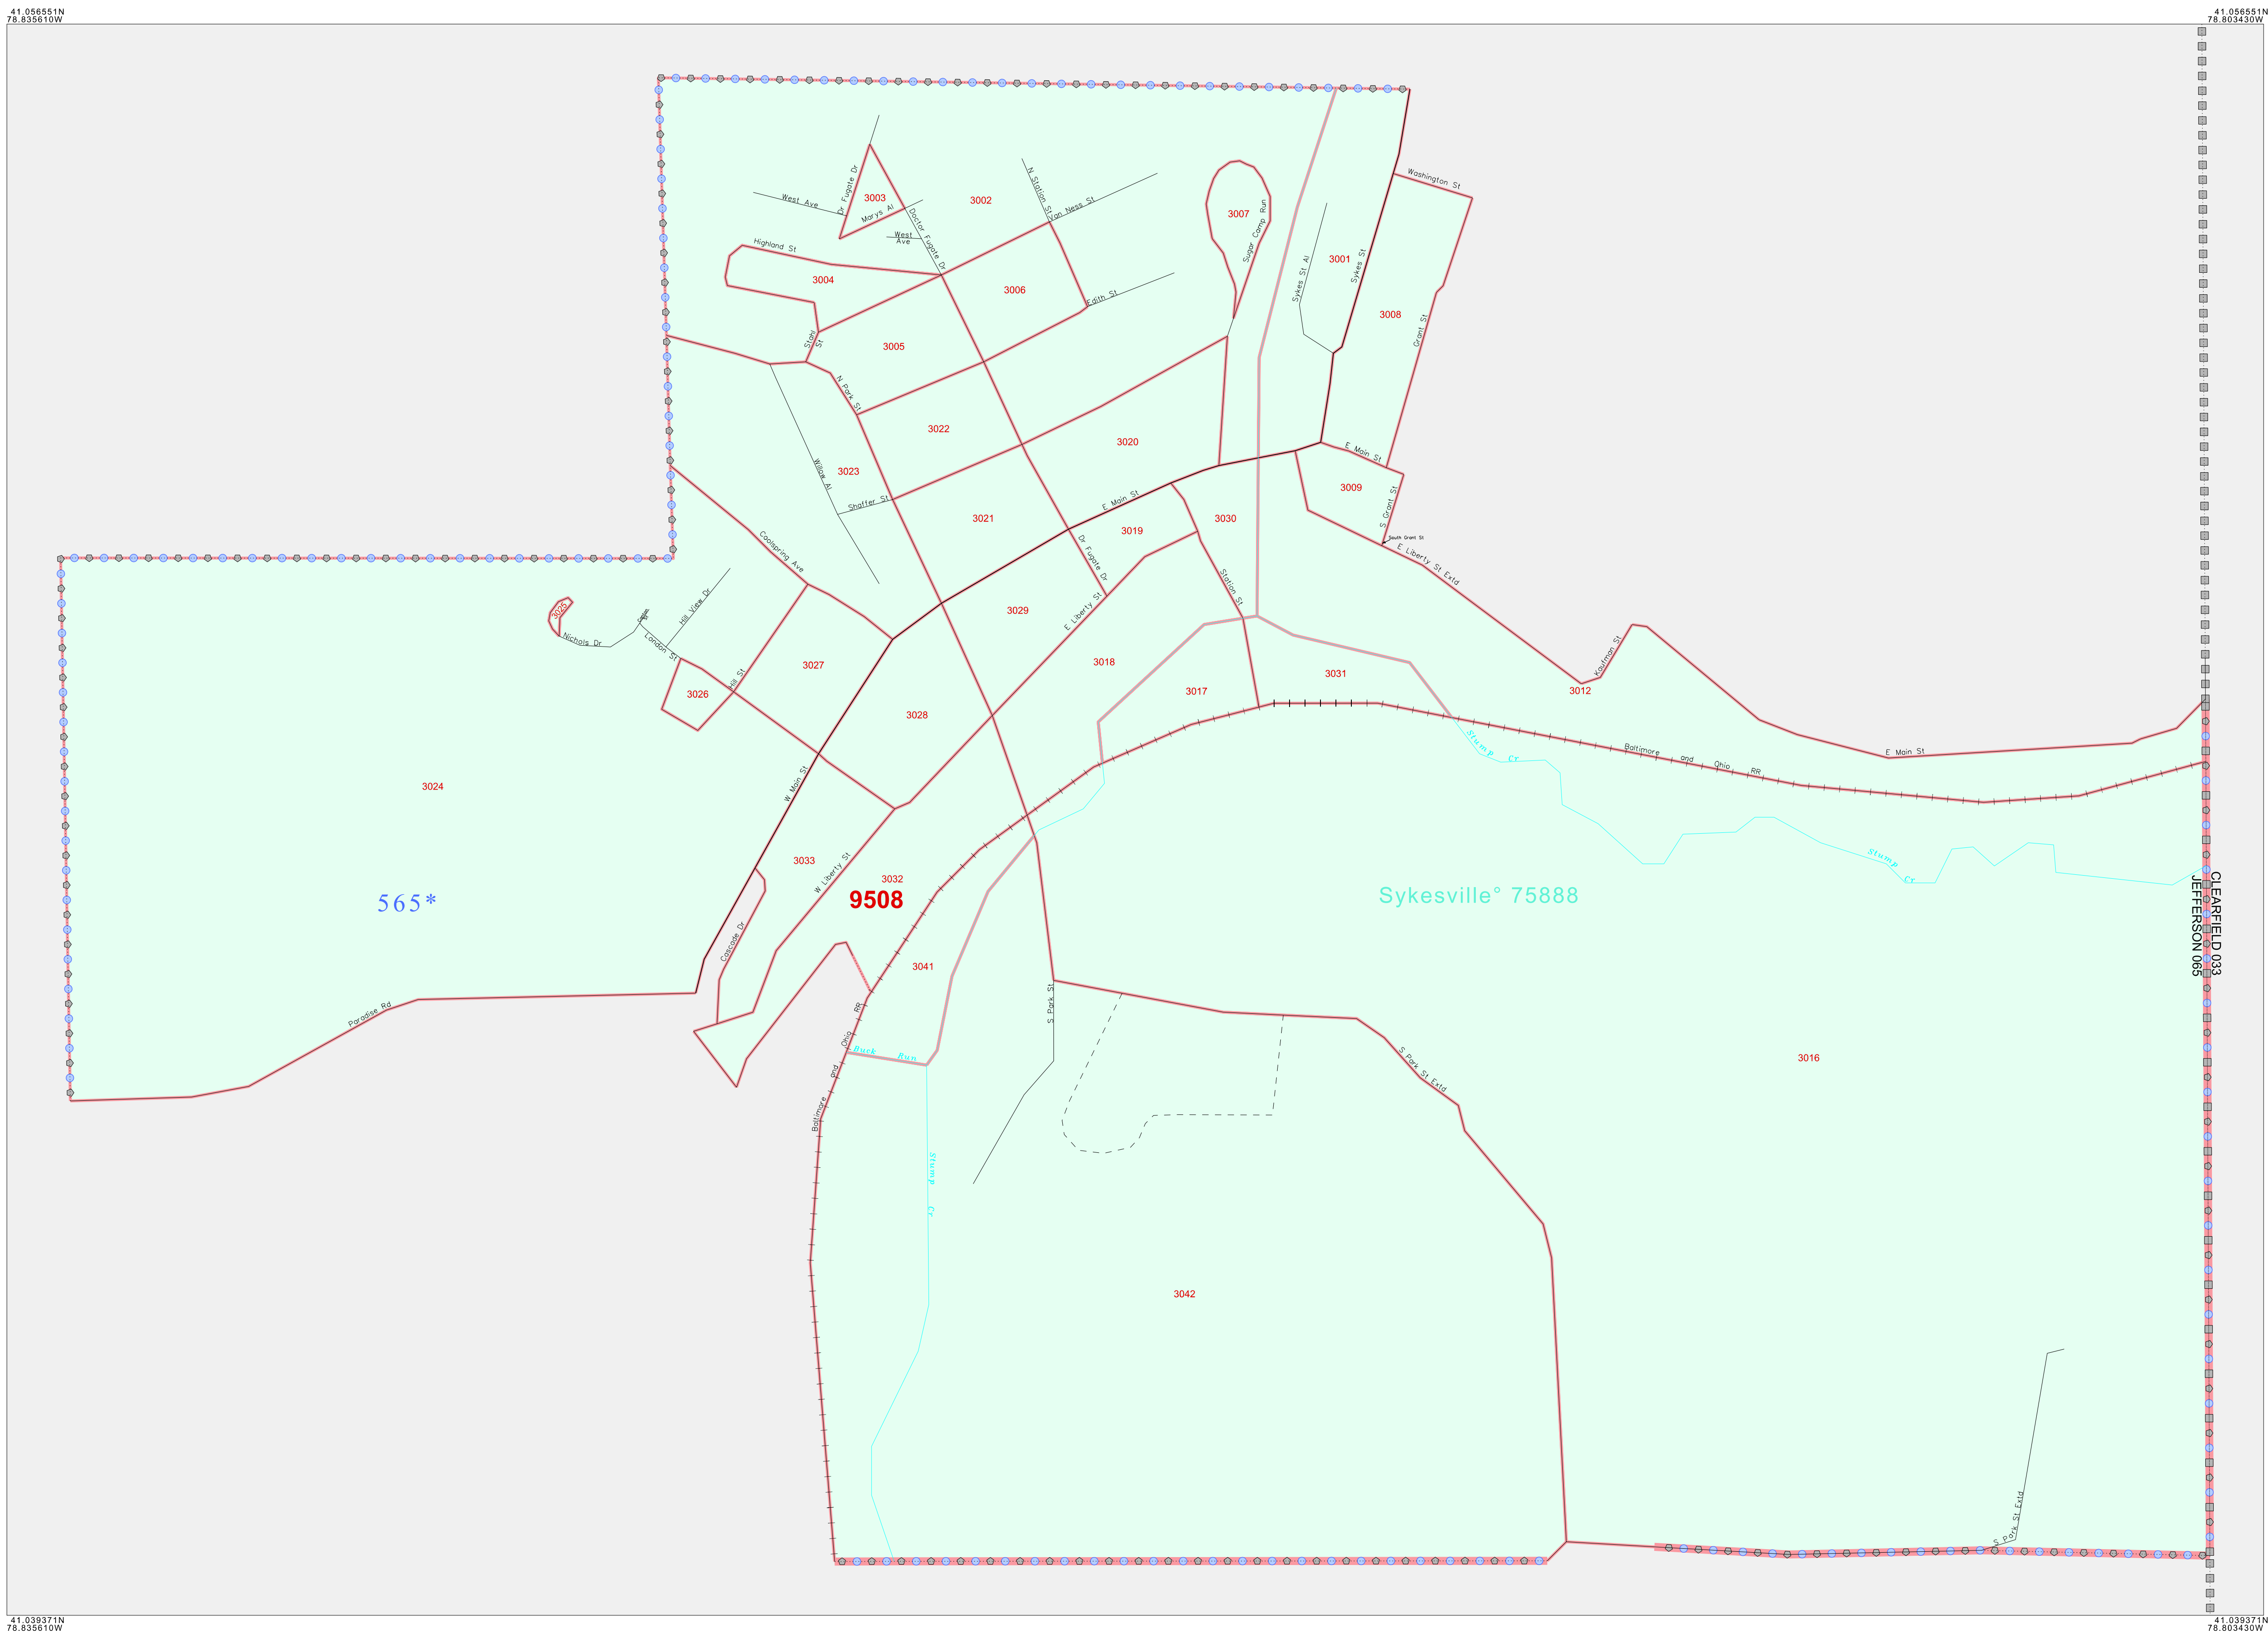 41.056551N
78.835610W
41.056551N
78.803430W
Washington St
Dr Fugate Dr
3003
3002
N Station St
Van Ness St
West Ave
Marys Al
Doctor Fugate Dr
West
Ave
3007
Sugar Camp Run
3001
Sykes St Al
Sykes St
Highland St
3004
3006
Edith St
3008
Grant St
Stahl
St
3005
N Park St
3022
3020
E Main St
Willow Al
3023
3009
S Grant St
Shaffer St
E Main St
3021
3019
3030
South Grant St
E Liberty St Extd
Coolspring Ave
Dr Fugate Dr
Station St
3025
Hill View Dr
3029
E Liberty St
Nichols Dr
London St
Kaufman St
3027
3018
3031
Hill St
3026
3017
3012
3028
Stump
Cr
Baltimore
and
Ohio
RR
E Main St
3024
W Main St
3033
W Liberty St
3032
Stump
Cr
565*
9508
Sykesville° 75888
CLEARFIELD 033
JEFFERSON 065
Cascade Dr
3041
Paradise Rd
S Park St
RR
Ohio
Buck
Run
and
Baltimore
S Park St Extd
3016
Stump
Cr
3042
S Park St Extd
41.039371N
78.835610W
41.039371N
78.803430W